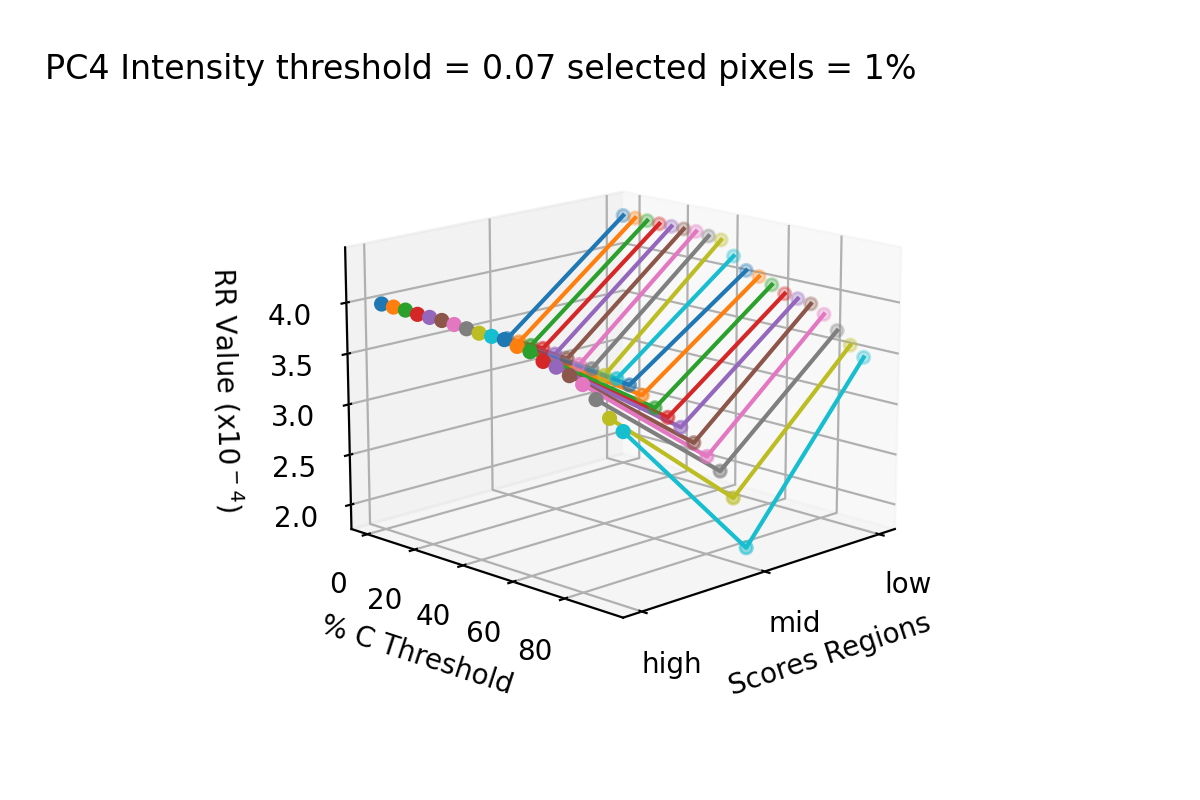 PC4 Intensity threshold = 0.07 selected pixels = 1%
RR Value (x10⁻⁴)
4.0
3.5
3.0
2.5
2.0
0
20
40
60
80
% C Threshold
high
mid
low
Scores Regions